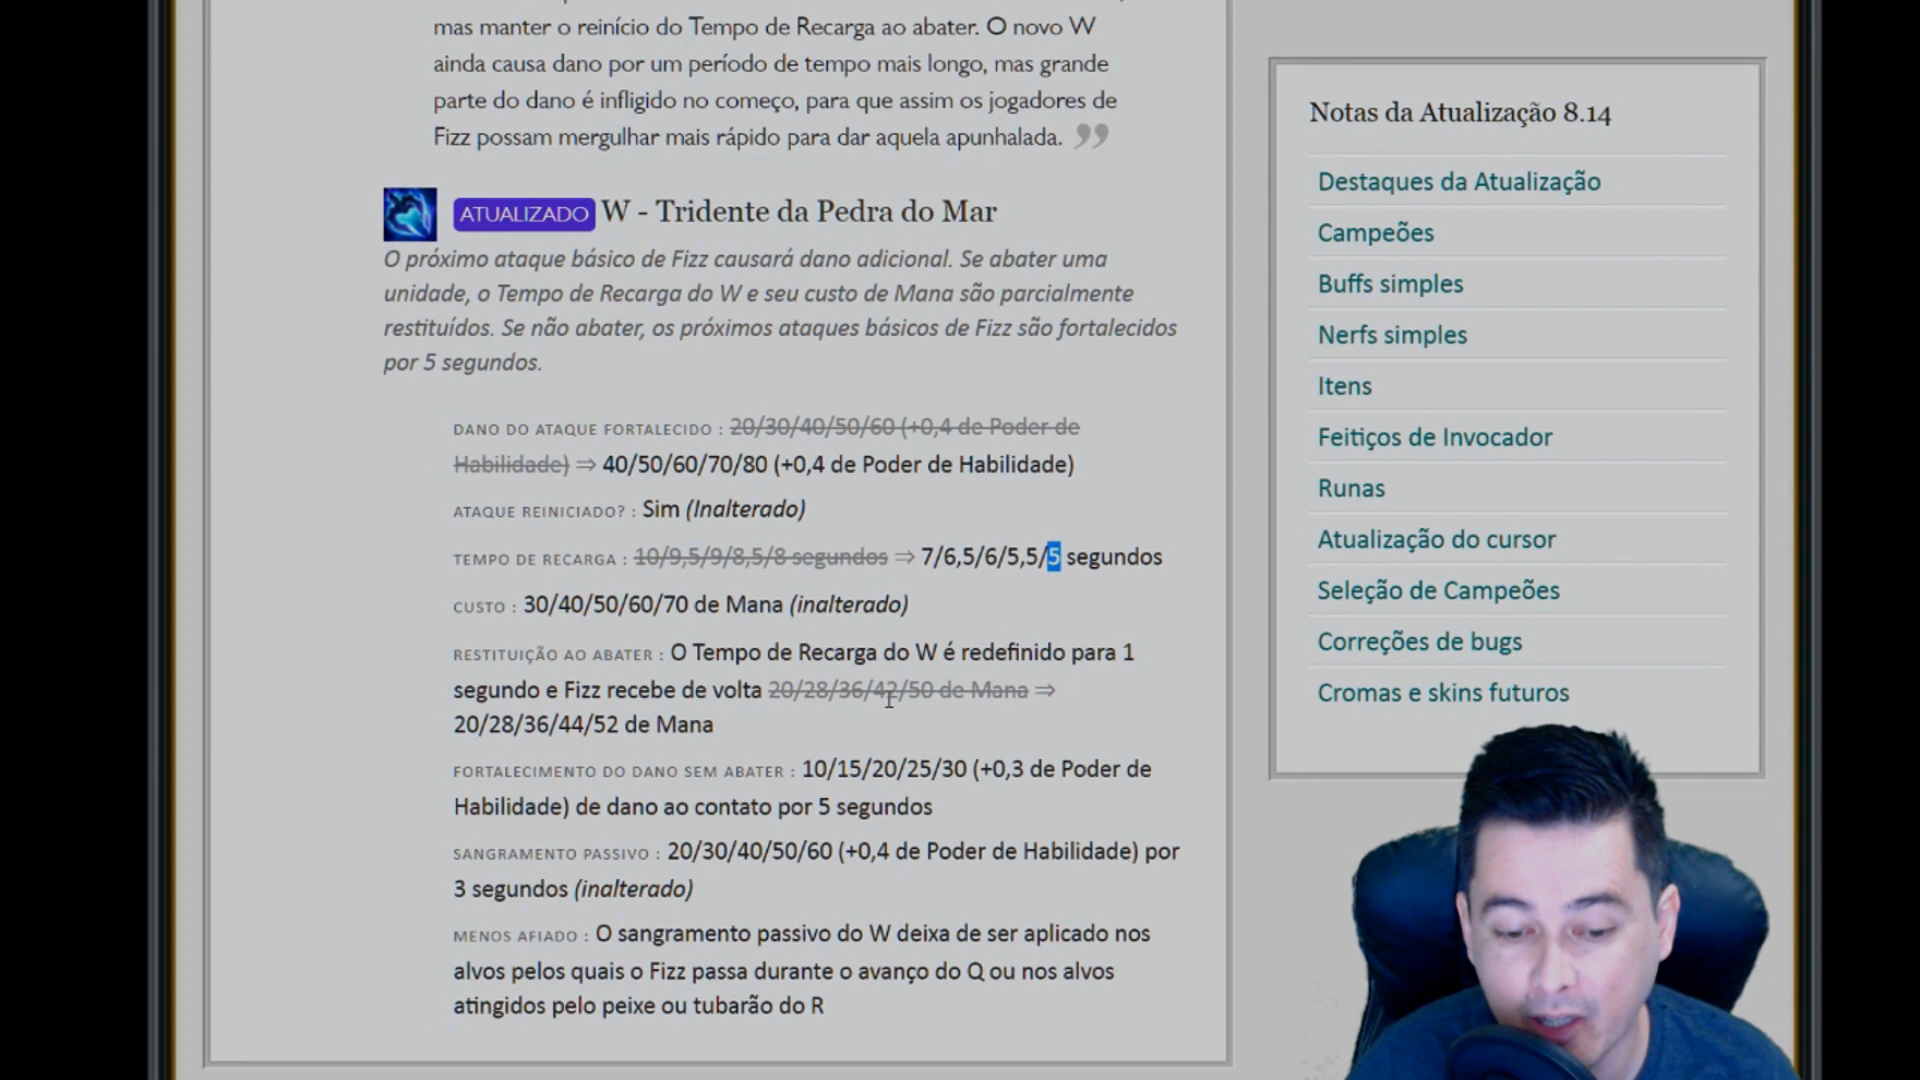 mas manter o reinício do Tempo de Recarga ao abater. O novo W
ainda causa dano por um período de tempo mais longo, mas grande
parte do dano é infligido no começo, para que assim os jogadores de
Fizz possam mergulhar mais rápido para dar aquela apunhalada. ”
ATUALIZADO W - Tridente da Pedra do Mar
O próximo ataque básico de Fizz causará dano adicional. Se abater uma
unidade, o Tempo de Recarga do W e seu custo de Mana são parcialmente
restituídos. Se não abater, os próximos ataques básicos de Fizz são fortalecidos
por 5 segundos.
DANO DO ATAQUE FORTALECIDO : 20/30/40/50/60 (+0,4 de Poder de
Habilidade) ⇒ 40/50/60/70/80 (+0,4 de Poder de Habilidade)
ATAQUE REINICIADO? : Sim (Inalterado)
TEMPO DE RECARGA : 10/9,5/9/8,5/8 segundos ⇒ 7/6,5/6/5,5/5 segundos
CUSTO : 30/40/50/60/70 de Mana (inalterado)
RESTITUIÇÃO AO ABATER : O Tempo de Recarga do W é redefinido para 1
segundo e Fizz recebe de volta 20/28/36/42/50 de Mana ⇒
20/28/36/44/52 de Mana
FORTALECIMENTO DO DANO SEM ABATER : 10/15/20/25/30 (+0,3 de Poder de
Habilidade) de dano ao contato por 5 segundos
SANGRAMENTO PASSIVO : 20/30/40/50/60 (+0,4 de Poder de Habilidade) por
3 segundos (inalterado)
MENOS AFIADO : O sangramento passivo do W deixa de ser aplicado nos
alvos pelos quais o Fizz passa durante o avanço do Q ou nos alvos
atingidos pelo peixe ou tubarão do R
Notas da Atualização 8.14
Destaques da Atualização
Campeões
Buffs simples
Nerfs simples
Itens
Feitiços de Invocador
Runas
Atualização do cursor
Seleção de Campeões
Correções de bugs
Cromas e skins futuros